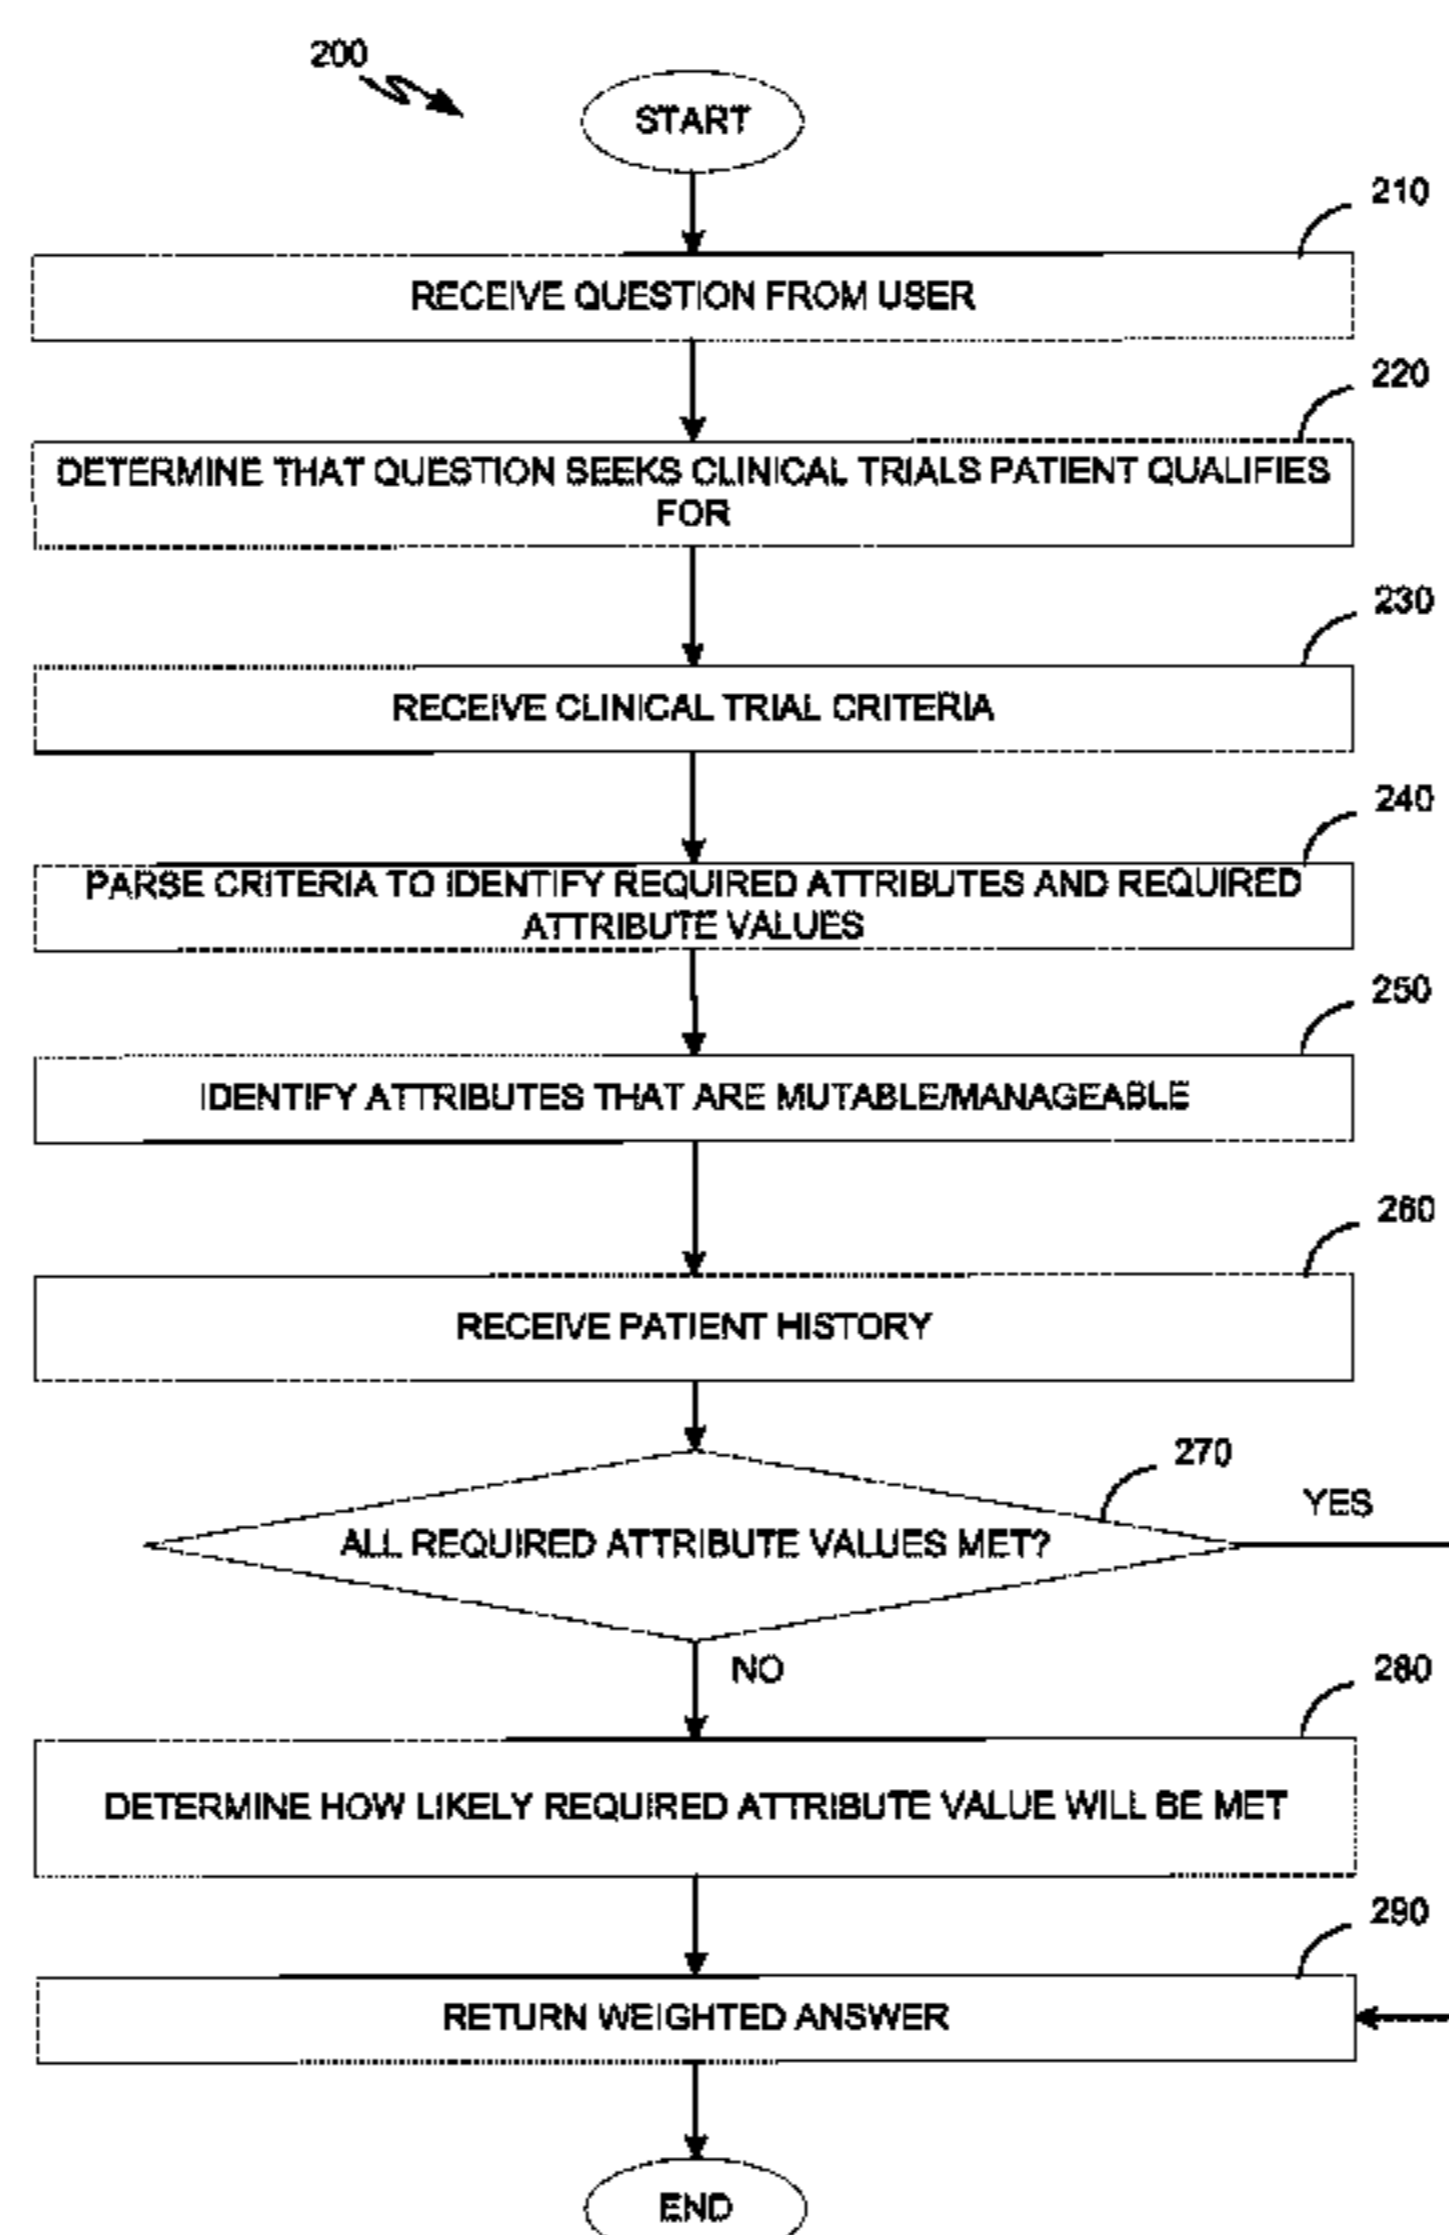 200
START
210
RECEIVE QUESTION FROM USER
220
DETERMINE THAT QUESTION SEEKS CLINICAL TRIALS PATIENT QUALIFIES
FOR
230
RECEIVE CLINICAL TRIAL CRITERIA
240
PARSE CRITERIA TO IDENTIFY REQUIRED ATTRIBUTES AND REQUIRED
ATTRIBUTE VALUES
250
IDENTIFY ATTRIBUTES THAT ARE MUTABLE/MANAGEABLE
260
RECEIVE PATIENT HISTORY
270
YES
ALL REQUIRED ATTRIBUTE VALUES MET?
NO
280
DETERMINE HOW LIKELY REQUIRED ATTRIBUTE VALUE WILL BE MET
290
RETURN WEIGHTED ANSWER
END